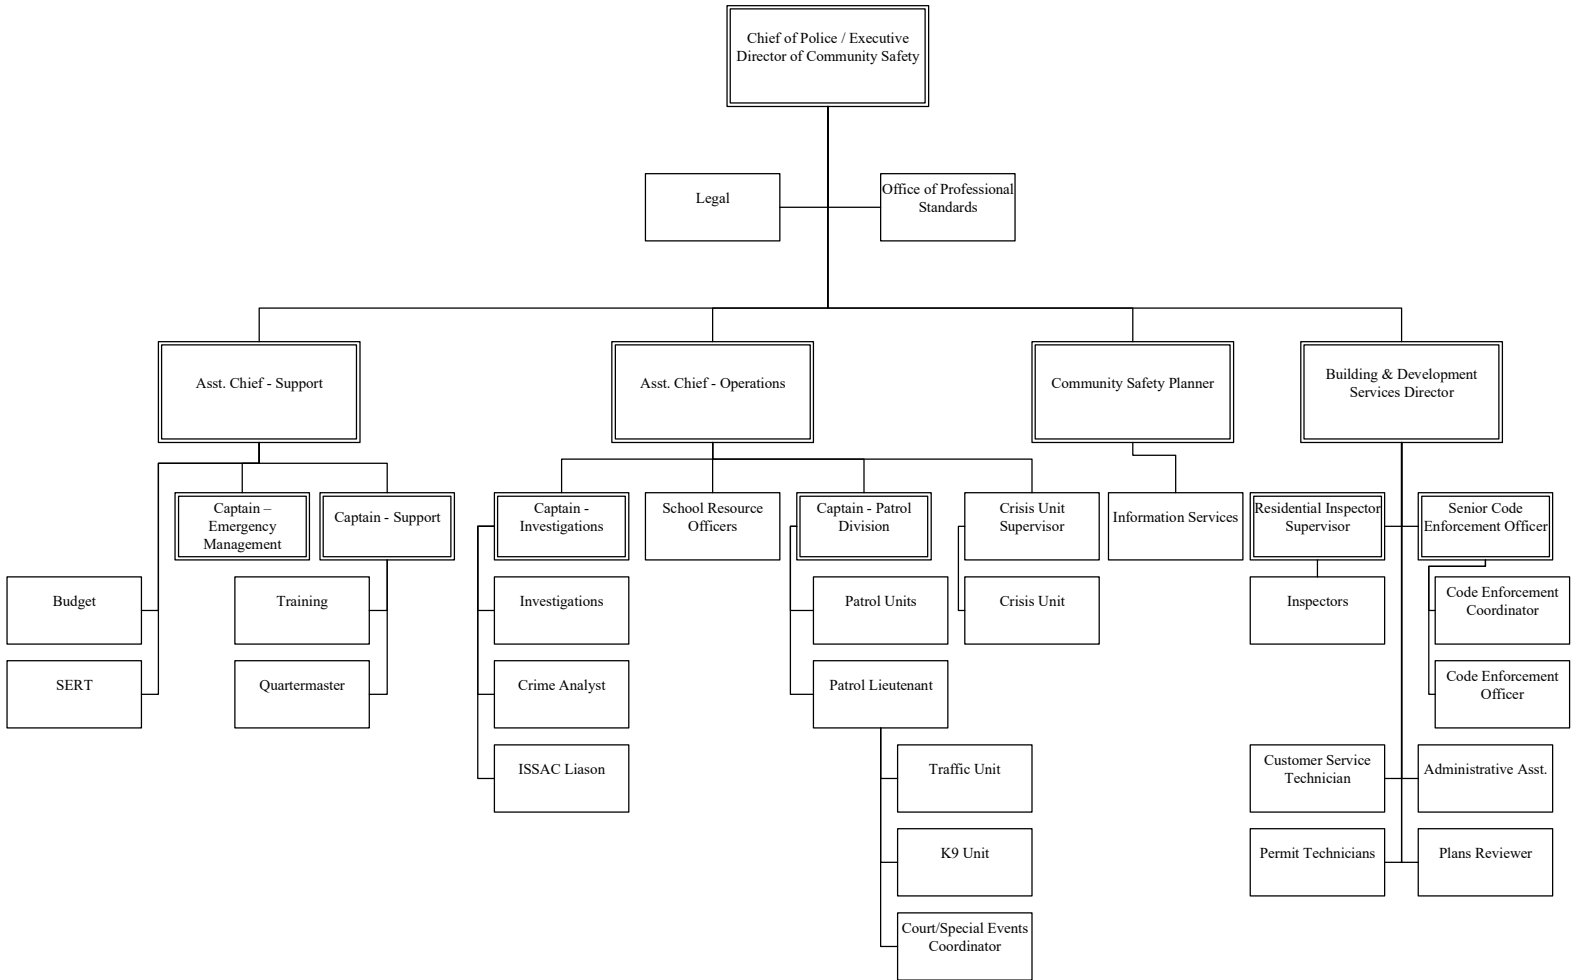 Chief of Police / Executive
Director of Community Safety
Legal
Office of Professional
Standards
Asst. Chief - Support
Asst. Chief - Operations
Community Safety Planner
Building & Development
Services Director
Captain –
Emergency
Management
Captain - Support
Captain -
Investigations
School Resource
Officers
Captain - Patrol
Division
Crisis Unit
Supervisor
Information Services
Residential Inspector
Supervisor
Senior Code
Enforcement Officer
Budget
Training
Investigations
Patrol Units
Crisis Unit
Inspectors
Code Enforcement
Coordinator
SERT
Quartermaster
Crime Analyst
Patrol Lieutenant
Code Enforcement
Officer
ISSAC Liason
Traffic Unit
Customer Service
Technician
Administrative Asst.
K9 Unit
Permit Technicians
Plans Reviewer
Court/Special Events
Coordinator